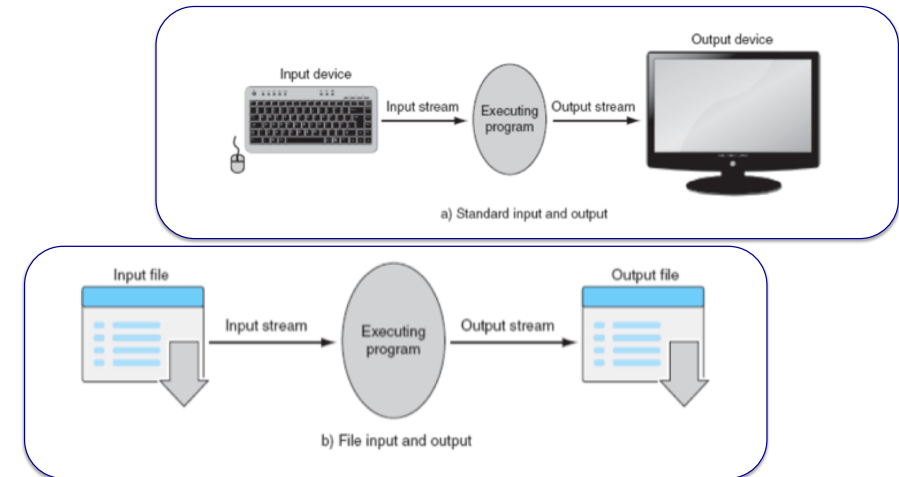 Output device
Input device
Input stream
Executing
program
Output stream
a) Standard input and output
Input file
Output file
Input stream
Executing
program
Output stream
b) File input and output